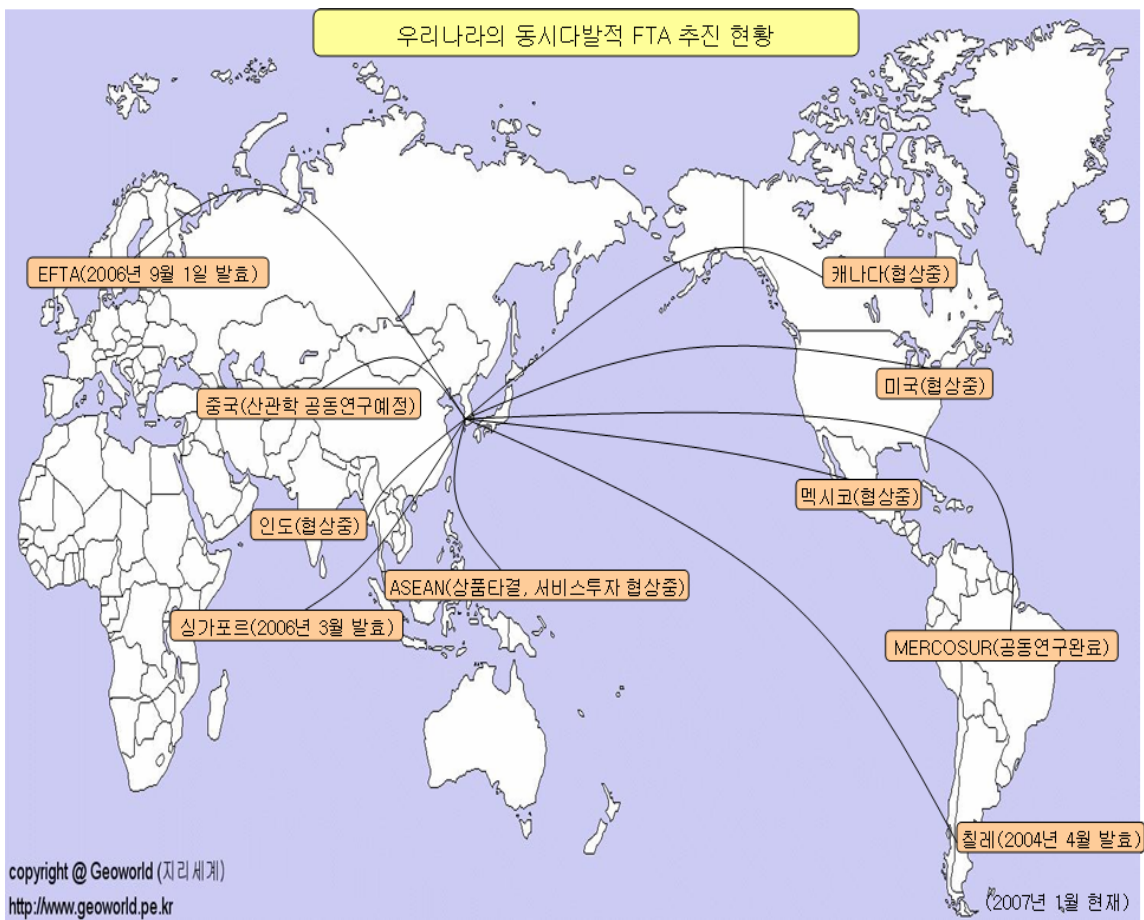 우리나라의 동시다발적 FTA 추진 현황
EFTA(2006년 9월 1일 발효)
캐나다(협상중)
중국(산관학 공동연구예정)
미국(협상중)
멕시코(협상중)
인도(협상중)
ASEAN(상품타결, 서비스투자 협상중)
싱가포르(2006년 3월 발효)
MERCOSUR(공동연구완료)
칠레(2004년 4월 발효)
copyright @ Geoworld (지리세계)
http://www.geoworld.pe.kr
(2007년 1월 현재)